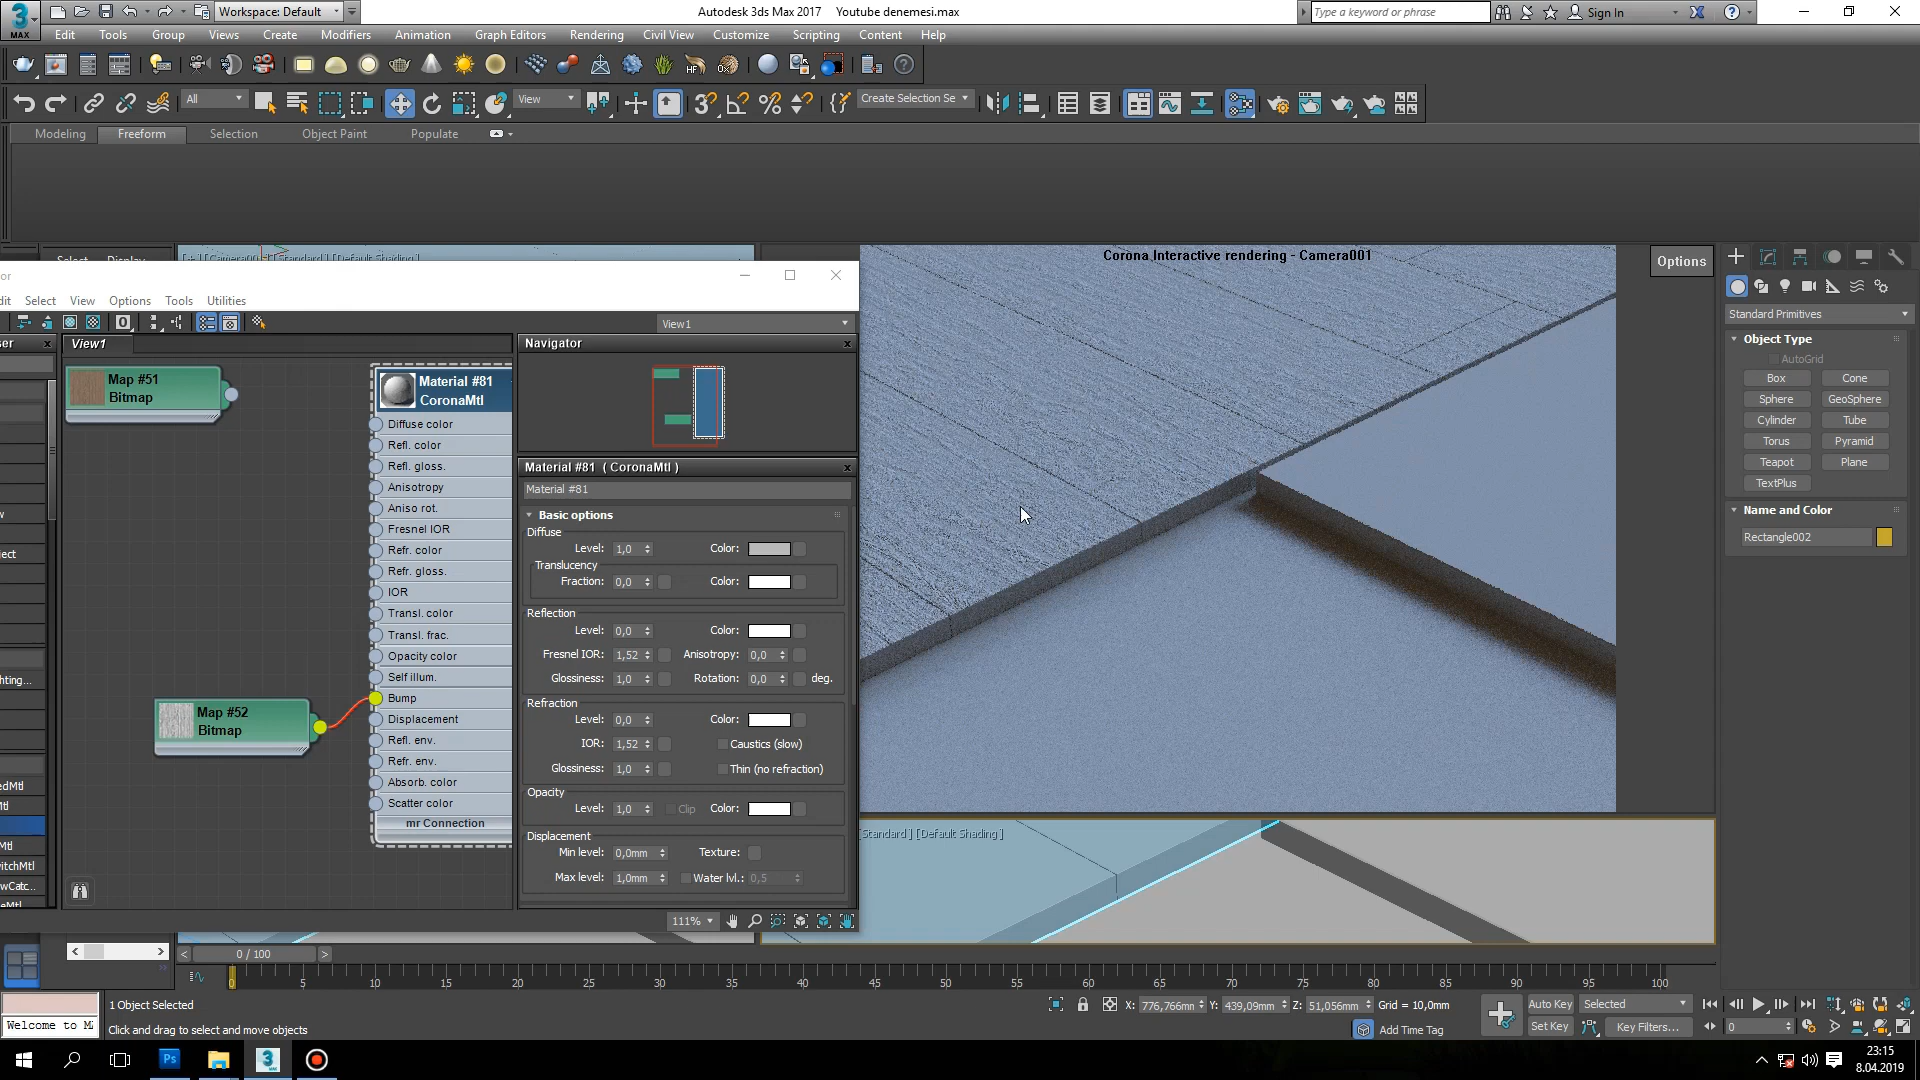 Workspace: Default
Autodesk 3ds Max 2017
Youtube denemesi.max
Type a keyword or phrase
Sign In
MAX
Edit
Tools
Group
Views
Create
Modifiers
Animation
Graph Editors
Rendering
Civil View
Customize
Scripting
Content
Help
All
View
Create Selection Se
Modeling
Freeform
Selection
Object Paint
Populate
Corona Interactive rendering - Camera001
Options
or
dit
Select
View
Options
Tools
Utilities
View1
View1
Navigator
Map #51
Bitmap
Material #81
CoronaMtl
Diffuse color
Refl. color
Refl. gloss.
Anisotropy
Aniso rot.
Fresnel IOR
Refr. color
Refr. gloss.
IOR
Transl. color
Transl. frac.
Opacity color
Self illum.
Bump
Displacement
Refl. env.
Refr. env.
Absorb. color
Scatter color
mr Connection
Map #52
Bitmap
Material #81 ( CoronaMtl )
Material #81
Basic options
Diffuse
Level: 1,0 Color:
Translucency
Fraction: 0,0 Color:
Reflection
Level: 0,0 Color:
Fresnel IOR: 1,52 Anisotropy: 0,0
Glossiness: 1,0 Rotation: 0,0 deg.
Refraction
Level: 0,0 Color:
IOR: 1,52 Caustics (slow)
Glossiness: 1,0 Thin (no refraction)
Opacity
Level: 1,0 Clip Color:
Displacement
Min level: 0,0mm Texture:
Max level: 1,0mm Water lvl.: 0,5
111%
Standard Primitives
Object Type
AutoGrid
Box Cone
Sphere GeoSphere
Cylinder Tube
Torus Pyramid
Teapot Plane
TextPlus
Name and Color
Rectangle002
[Standard ] [Default Shading ]
0 / 100
0 5 10 15 20 25 30 35 40 45 50 55 60 65 70 75 80 85 90 95 100
1 Object Selected
Welcome to M
Click and drag to select and move objects
X: 776,766mm Y: 439,09mm Z: 51,056mm Grid = 10,0mm
Add Time Tag
Auto Key Selected
Set Key Key Filters...
0
23:15
8.04.2019